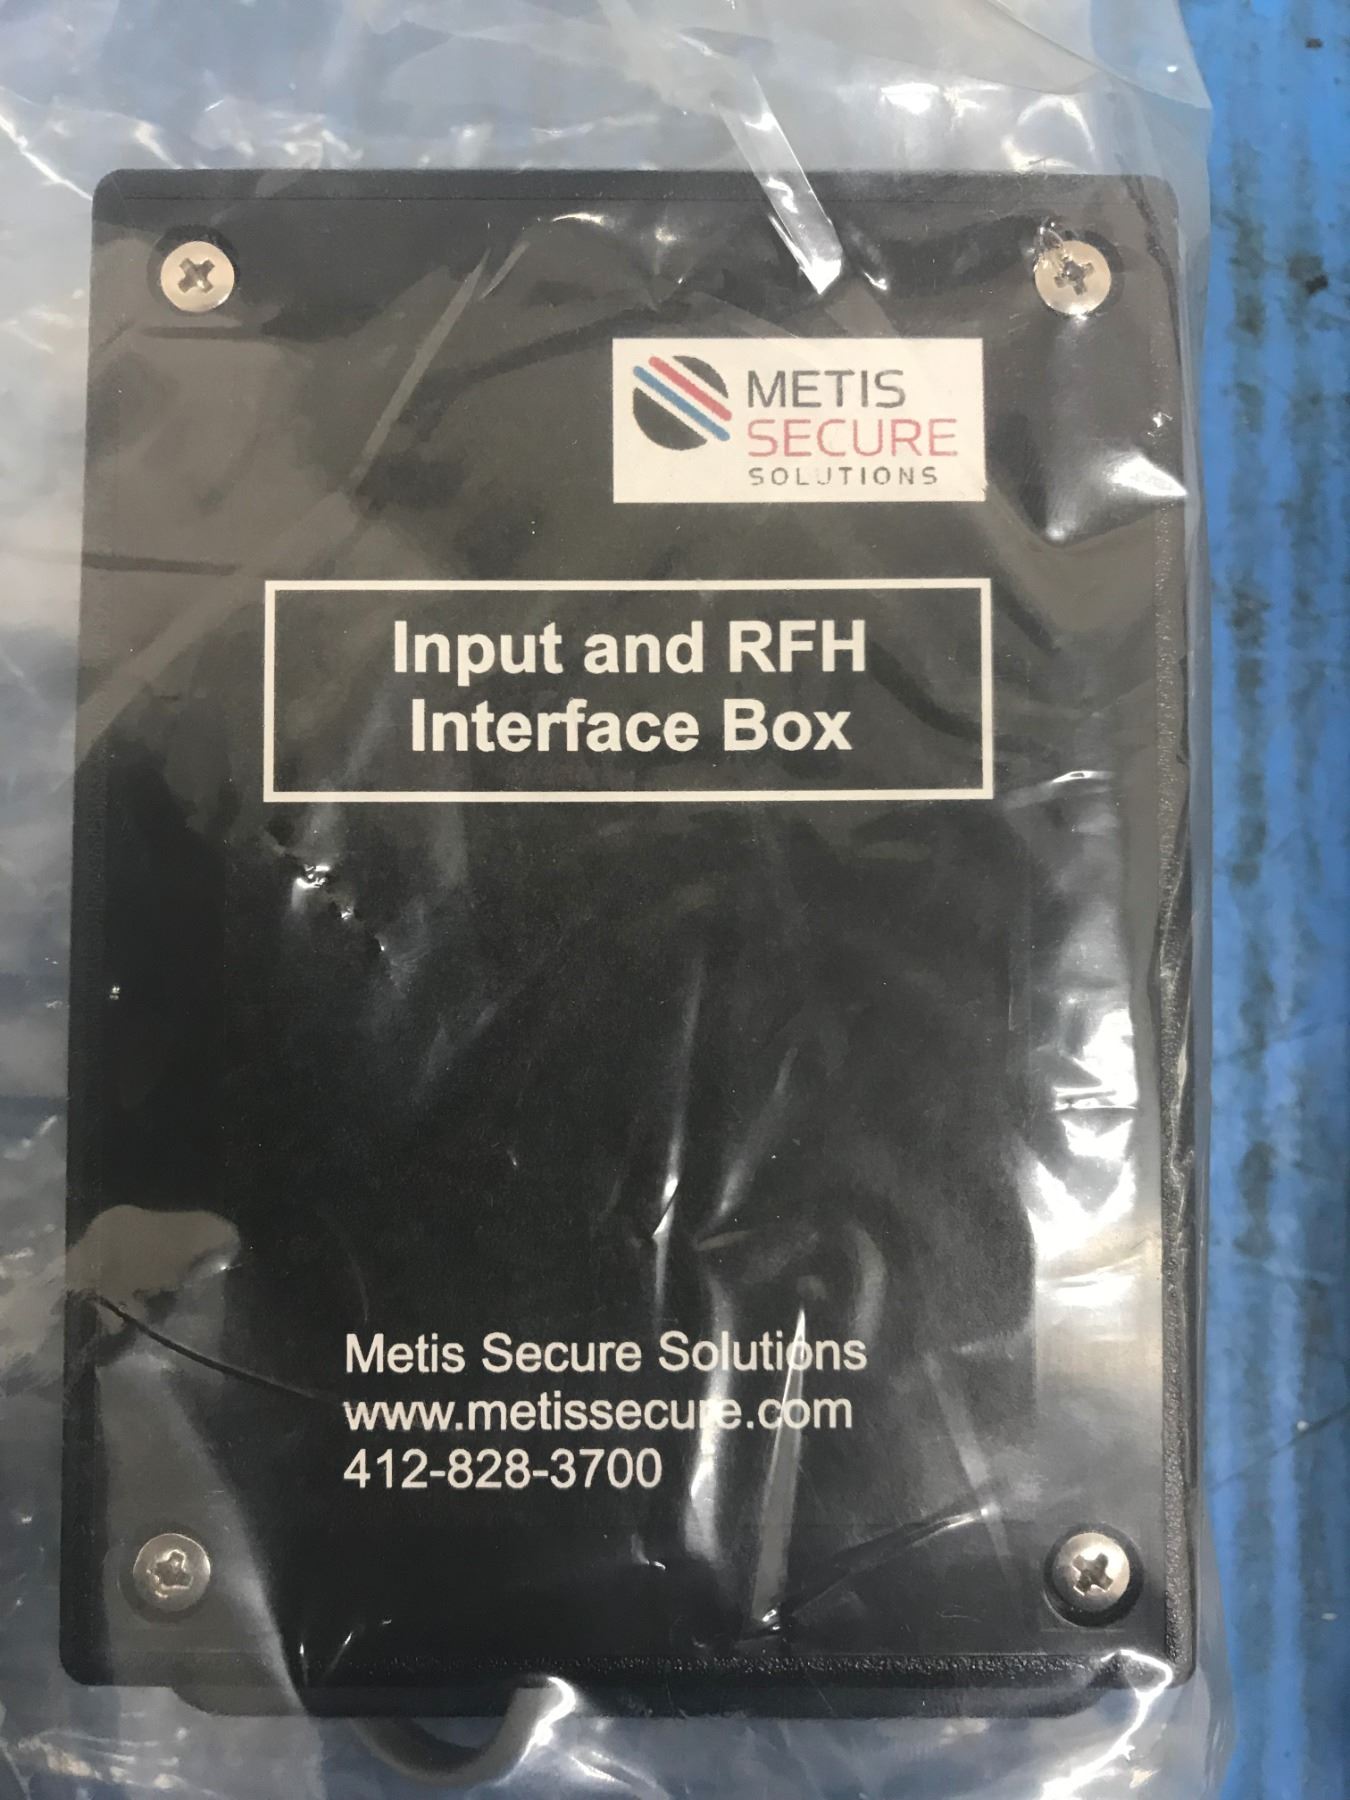 METIS
SECURE
SOLUTIONS
Input and RFH
Interface Box
Metis Secure Solutions
www.metissecure.com
412-828-3700